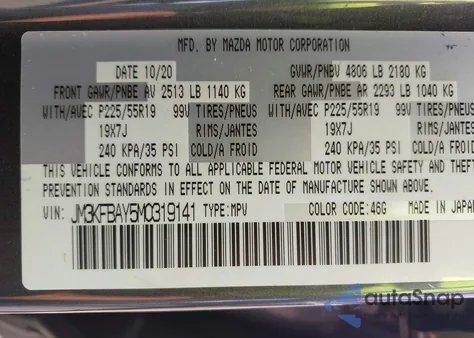 MFD. BY MAZDA MOTOR CORPORATION
DATE 10/20 GVWR/PNBV 4806 LB 2180 KG
FRONT GAWR/PNBE AV 2513 LB 1140 KG REAR GAWR/PNBE AR 2293 LB 1040 KG
WITH/AVEC P225/55R19 99V TIRES/PNEUS WITH/AVEC P225/55R19 99V TIRES/PNEUS
19X7J RIMS/JANTES 19X7J RIMS/JANTES
240 KPA/35 PSI COLD/A FROID 240 KPA/35 PSI COLD/A FROID
THIS VEHICLE CONFORMS TO ALL APPLICABLE FEDERAL MOTOR VEHICLE SAFETY AND THEFT
PREVENTION STANDARDS IN EFFECT ON THE DATE OF MANUFACTURE SHOWN ABOVE.
VIN: JM3KFBAY5M0319141 TYPE:MPV COLOR CODE:46G MADE IN JAPAN
autoSnap